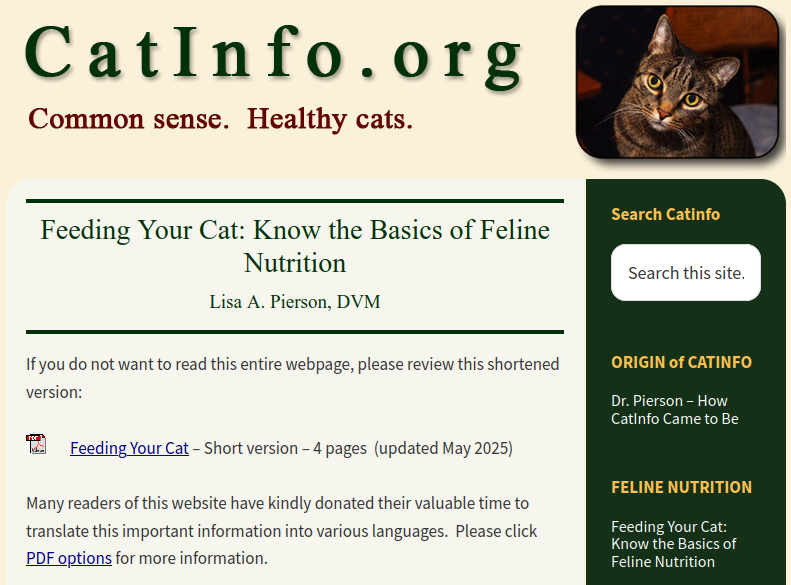 CatInfo.org
Common sense.  Healthy cats.
Feeding Your Cat: Know the Basics of Feline
Nutrition
Lisa A. Pierson, DVM
If you do not want to read this entire webpage, please review this shortened
version:
Feeding Your Cat – Short version – 4 pages  (updated May 2025)
Many readers of this website have kindly donated their valuable time to
translate this important information into various languages.  Please click
PDF options for more information.
Search Catinfo
Search this site.
ORIGIN of CATINFO
Dr. Pierson – How
CatInfo Came to Be
FELINE NUTRITION
Feeding Your Cat:
Know the Basics of
Feline Nutrition